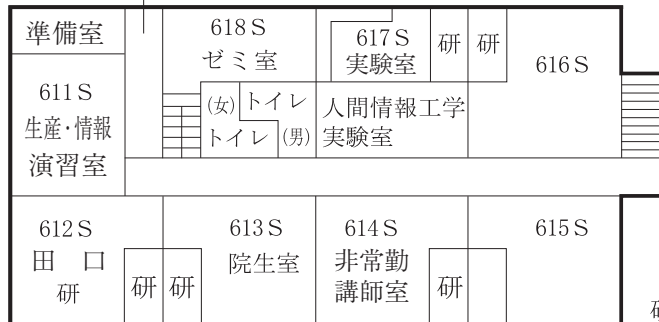 準備室
618S
ゼミ室
617S
実験室
研
研
616S
611S
生産・情報
演習室
(女)
トイレ
トイレ
(男)
人間情報工学
実験室
612S
田　口
研
研
研
613S
院生室
614S
非常勤
講師室
研
615S